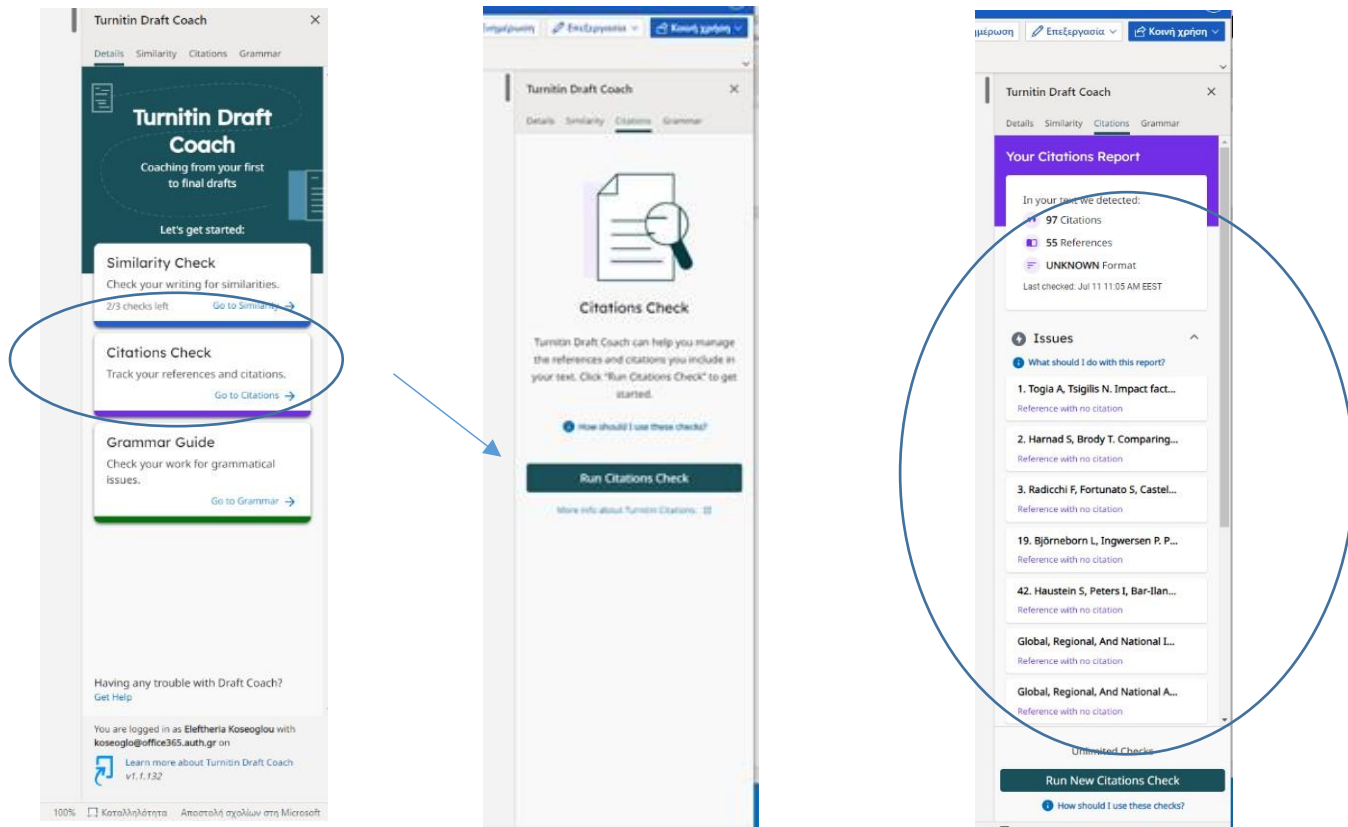 Turnitin Draft Coach
Details Similarity Citations Grammar
Turnitin Draft
Coach
Coaching from your first
to final drafts
Let's get started:
Similarity Check
Check your writing for similarities.
2/3 checks left Go to Similarity →
Citations Check
Track your references and citations.
Go to Citations →
Grammar Guide
Check your work for grammatical
issues.
Go to Grammar →
Having any trouble with Draft Coach?
Get Help
You are logged in as Eleftheria Koseoglou with
koseoglo@office365.auth.gr on
Learn more about Turnitin Draft Coach
v1.1.132
100% Καταλληλότητα Αποστολή σχολίων στη Microsoft
Επεξεργασία Κοινή χρήση
Turnitin Draft Coach
Details Similarity Citations Grammar
Citations Check
Turnitin Draft Coach can help you manage
the references and citations you include in
your text. Click "Run Citations Check" to get
started.
How should I use these checks?
Run Citations Check
More info about Turnitin Citations.
Επεξεργασία Κοινή χρήση
Turnitin Draft Coach
Details Similarity Citations Grammar
Your Citations Report
In your text we detected:
97 Citations
55 References
UNKNOWN Format
Last checked: Jul 11 11:05 AM EEST
Issues
What should I do with this report?
1. Togia A, Tsigilis N. Impact fact...
Reference with no citation
2. Harnad S, Brody T. Comparing...
Reference with no citation
3. Radicchi F, Fortunato S, Castel...
Reference with no citation
19. Björneborn L, Ingwersen P. P...
Reference with no citation
42. Haustein S, Peters I, Bar-Ilan...
Reference with no citation
Global, Regional, And National I...
Reference with no citation
Global, Regional, And National A...
Reference with no citation
Unlimited Checks
Run New Citations Check
How should I use these checks?